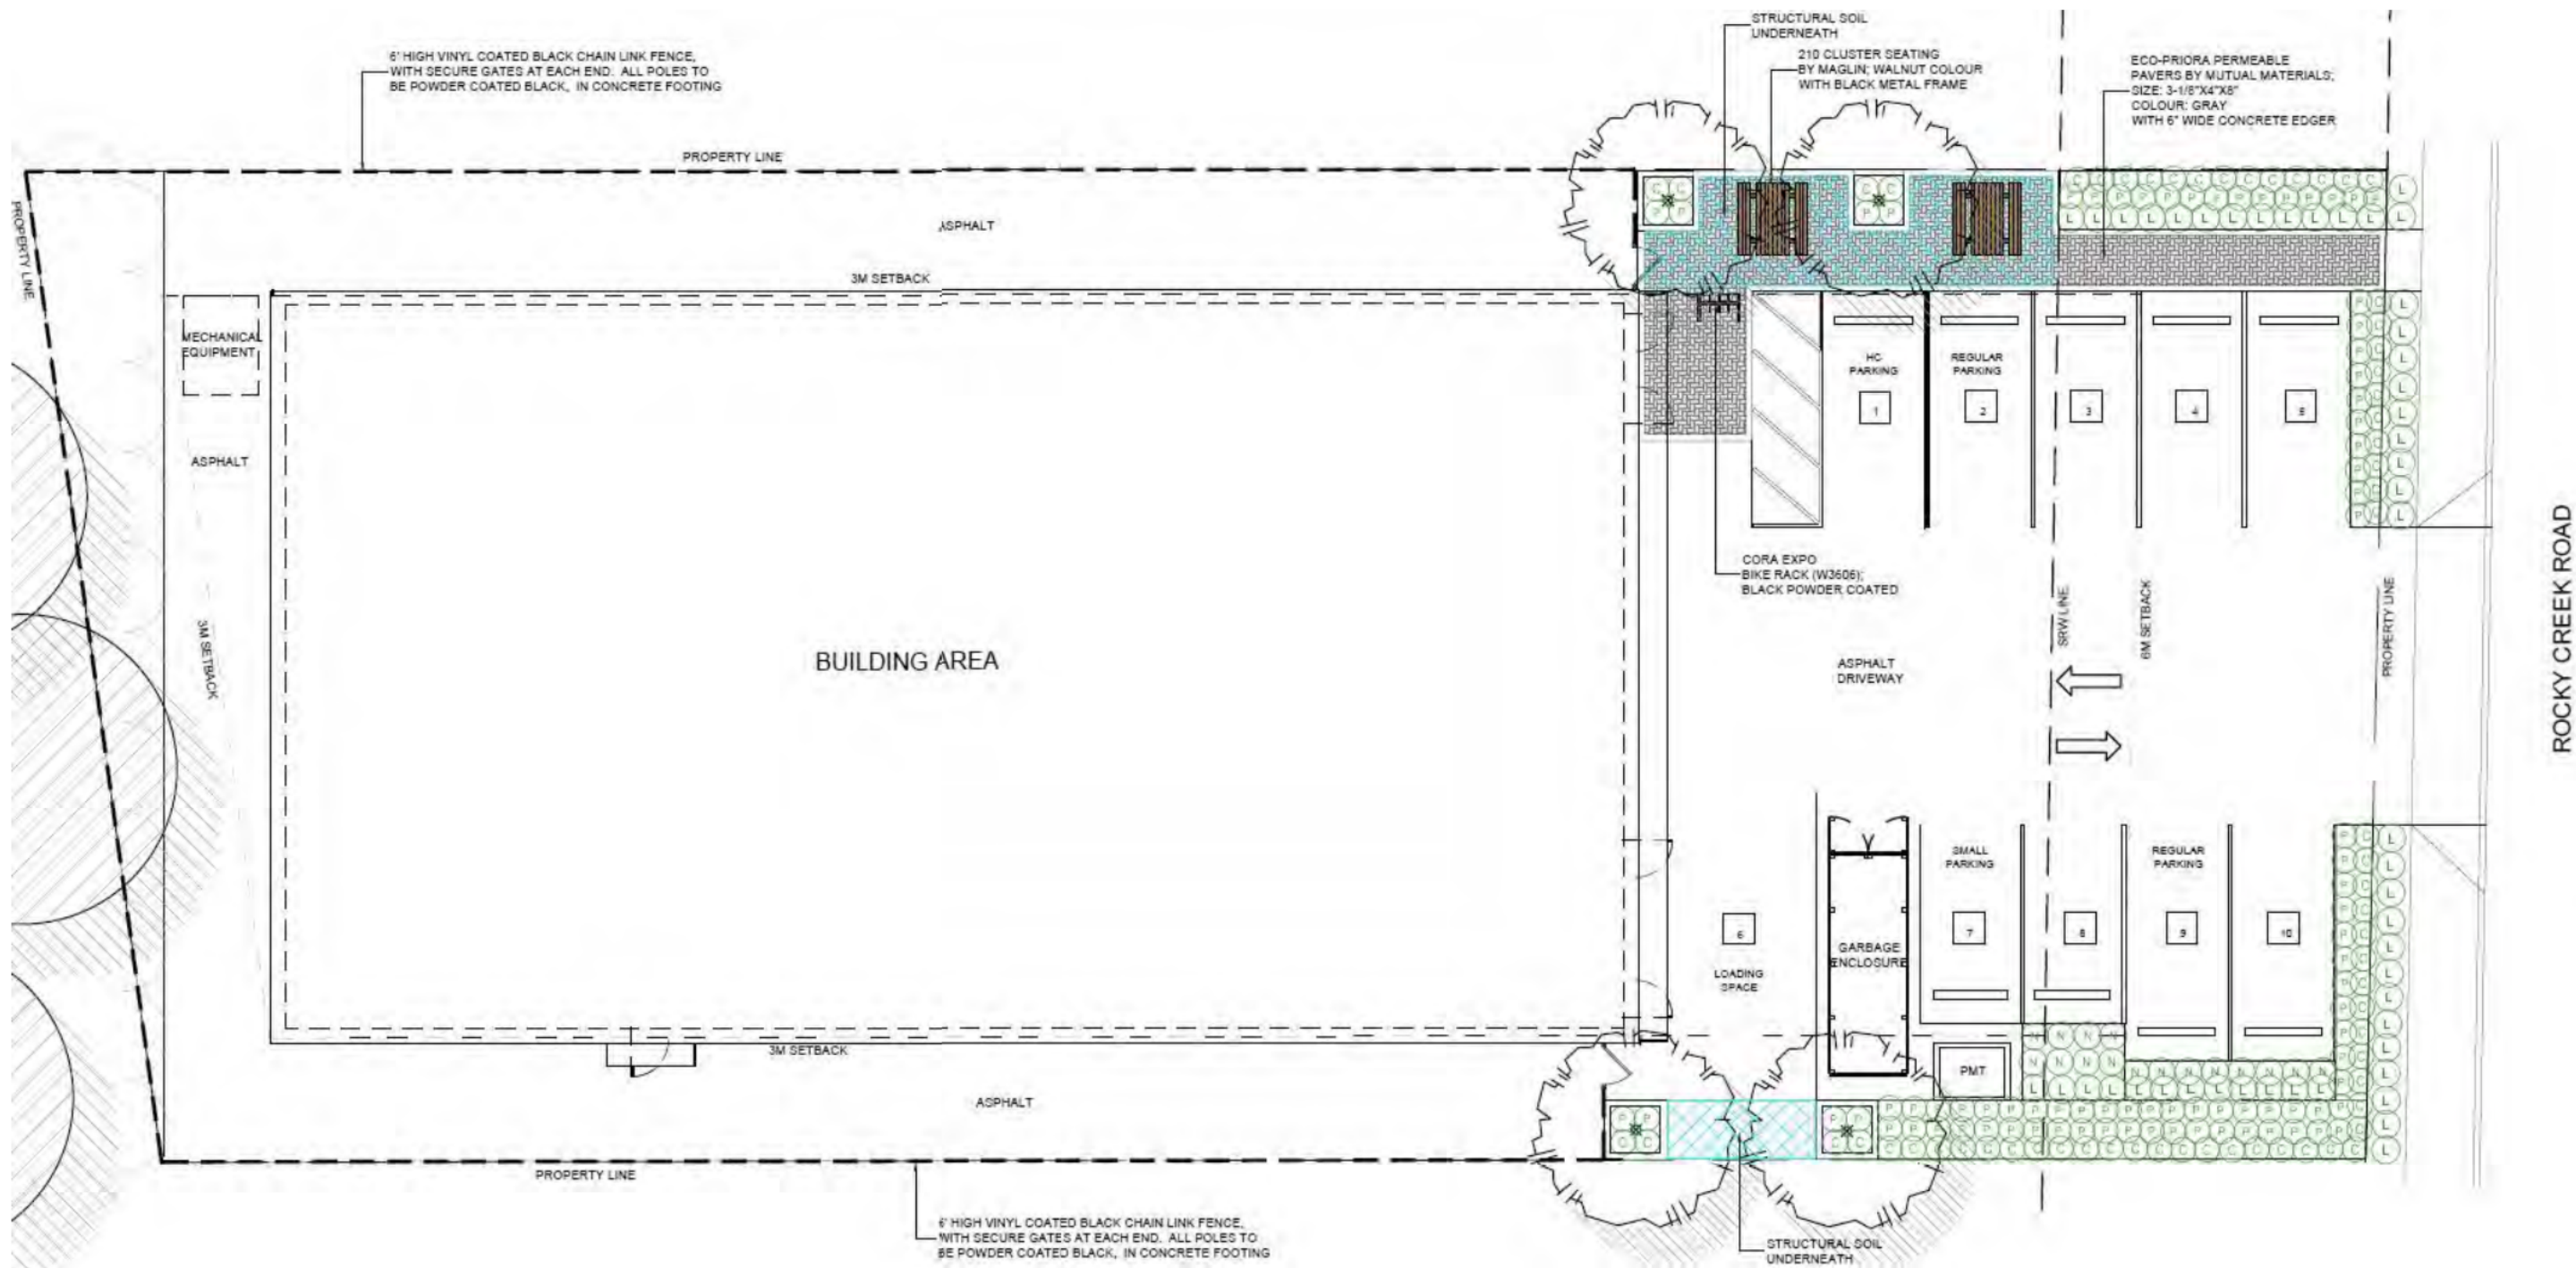 STRUCTURAL SOIL
UNDERNEATH
6' HIGH VINYL COATED BLACK CHAIN LINK FENCE,
WITH SECURE GATES AT EACH END. ALL POLES TO
BE POWDER COATED BLACK, IN CONCRETE FOOTING
210 CLUSTER SEATING
BY MAGLIN; WALNUT COLOUR
WITH BLACK METAL FRAME
ECO-PRIORA PERMEABLE
PAVERS BY MUTUAL MATERIALS;
SIZE: 3-1/8"X4"X8"
COLOUR: GRAY
WITH 6" WIDE CONCRETE EDGER
PROPERTY LINE
PROPERTY LINE
ASPHALT
3M SETBACK
MECHANICAL
EQUIPMENT
ASPHALT
3M SETBACK
BUILDING AREA
HC
PARKING
REGULAR
PARKING
1
2
3
4
5
CORA EXPO
BIKE RACK (W3606);
BLACK POWDER COATED
ASPHALT
DRIVEWAY
SRW LINE
6M SETBACK
PROPERTY LINE
ROCKY CREEK ROAD
SMALL
PARKING
REGULAR
PARKING
6
7
8
9
10
GARBAGE
ENCLOSURE
LOADING
SPACE
3M SETBACK
PMT
ASPHALT
PROPERTY LINE
6' HIGH VINYL COATED BLACK CHAIN LINK FENCE,
WITH SECURE GATES AT EACH END. ALL POLES TO
BE POWDER COATED BLACK, IN CONCRETE FOOTING
STRUCTURAL SOIL
UNDERNEATH